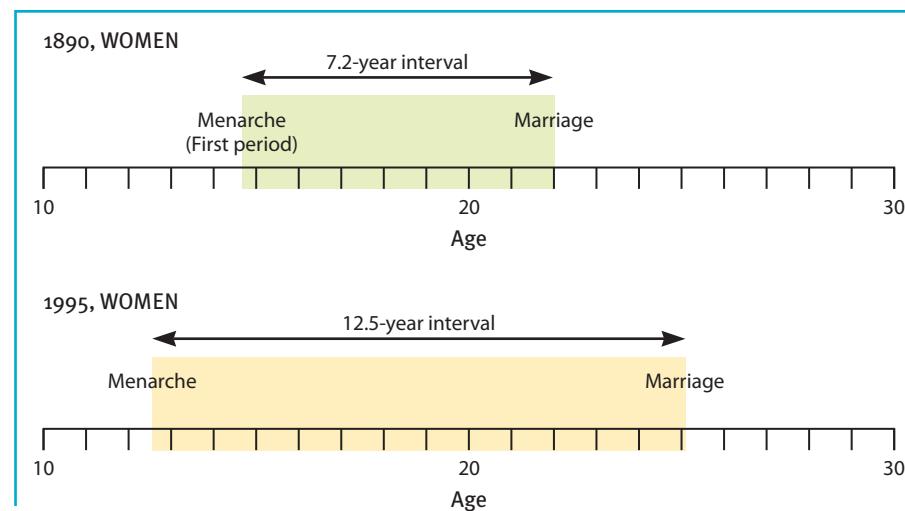 1890, WOMEN
7.2-year interval
Menarche
(First period)
Marriage
10 20 30
Age
1995, WOMEN
12.5-year interval
Menarche Marriage
10 20 30
Age